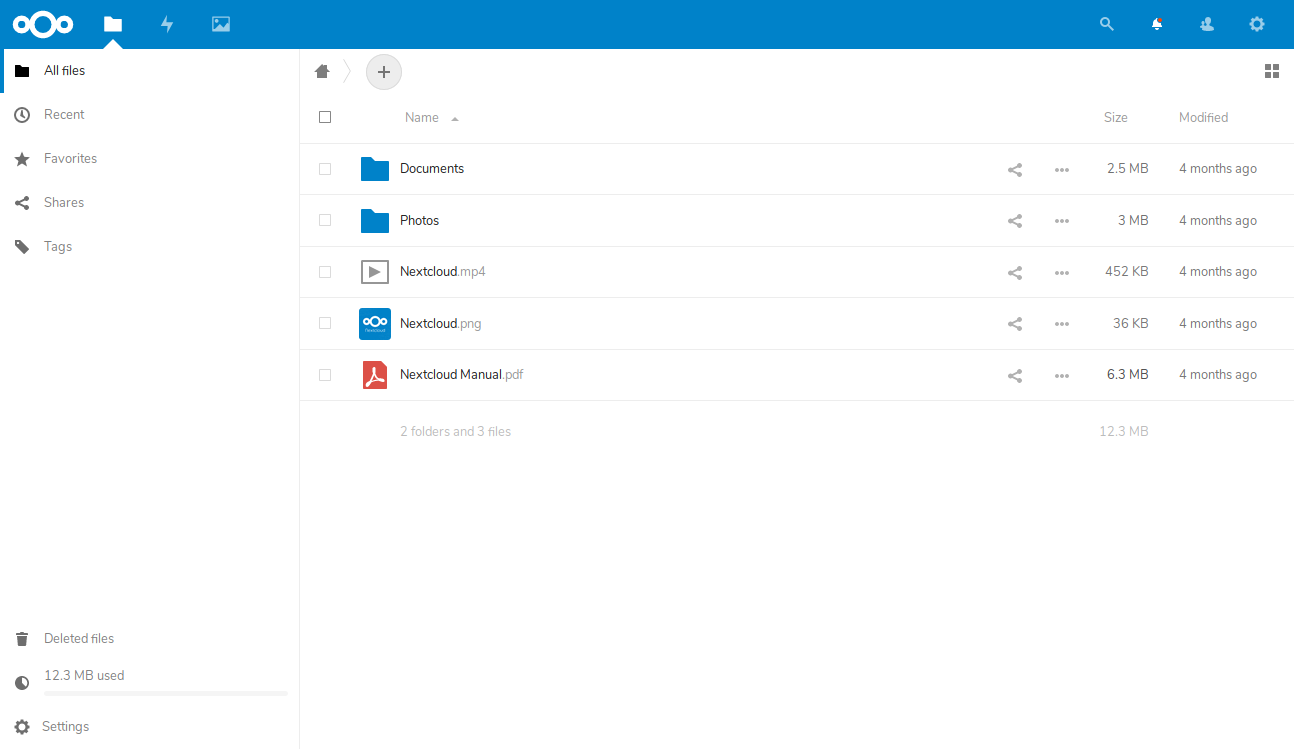 All files
Recent
Favorites
Shares
Tags
Deleted files
12.3 MB used
Settings
Name Size Modified
Documents 2.5 MB 4 months ago
Photos 3 MB 4 months ago
Nextcloud.mp4 452 KB 4 months ago
Nextcloud.png 36 KB 4 months ago
Nextcloud Manual.pdf 6.3 MB 4 months ago
2 folders and 3 files 12.3 MB